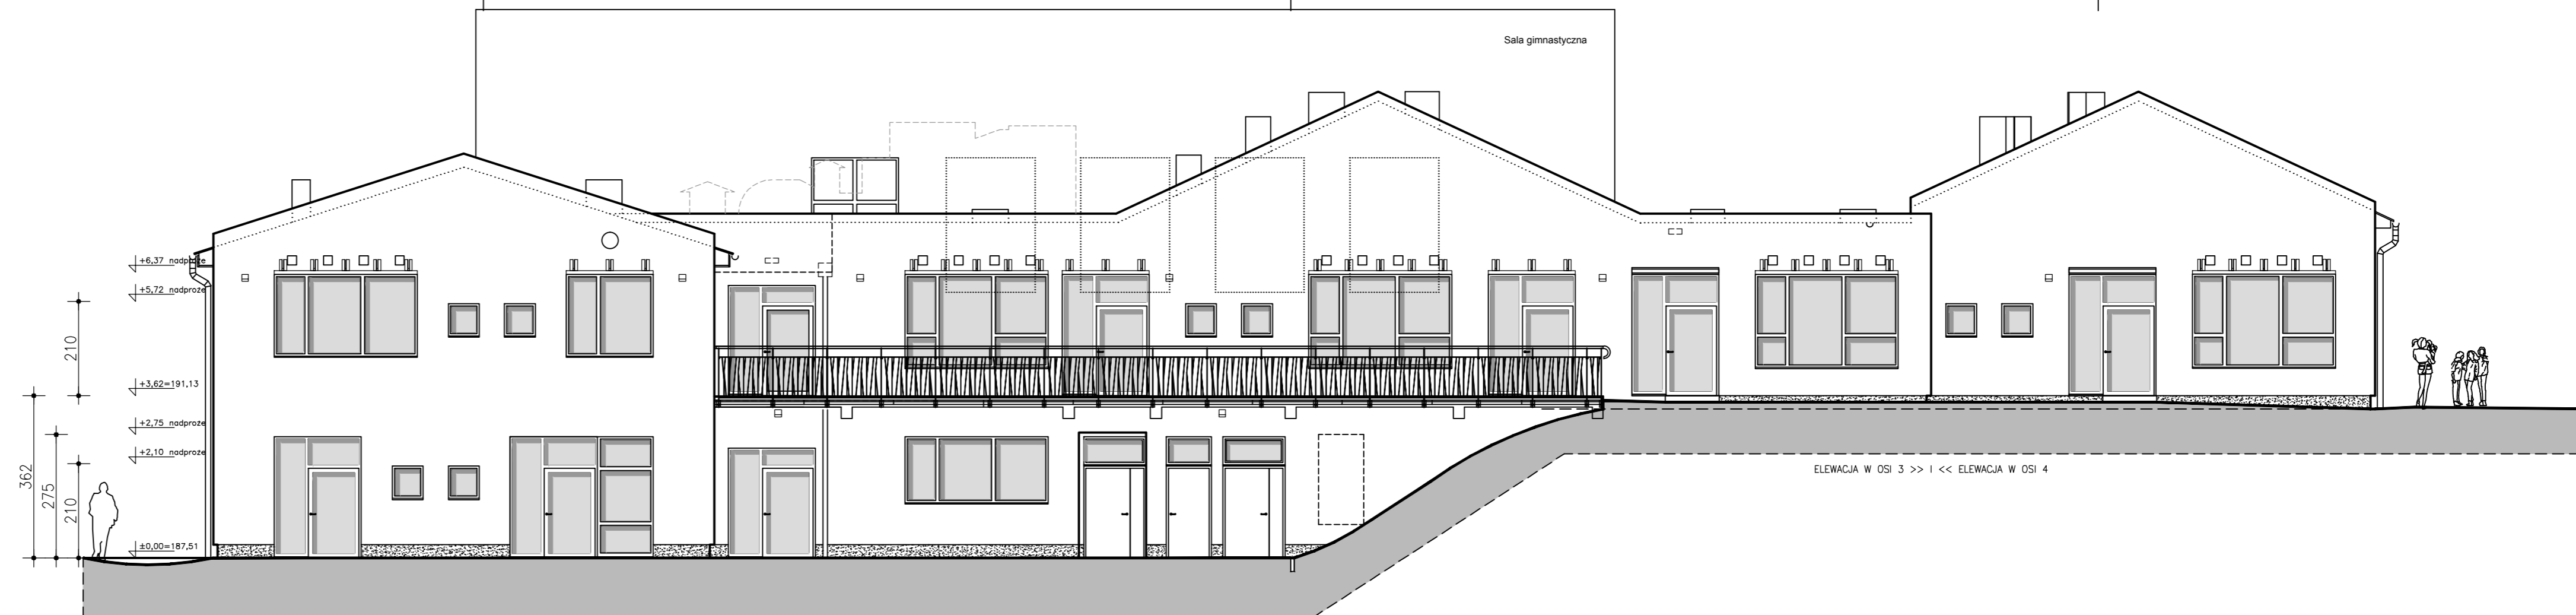 Sala gimnastyczna
+6,37 nadproże
+5,72 nadproże
210
+3,62=191,13
+2,75 nadproże
+2,10 nadproże
362
275
210
±0,00=187,51
ELEWACJA W OSI 3 >> I << ELEWACJA W OSI 4